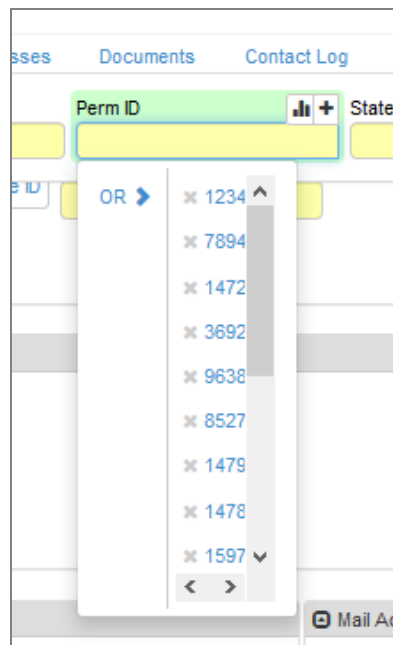 sses Documents Contact Log
Perm ID State
e ID
OR
1234
7894
1472
3692
9638
8527
1479
1478
1597
Mail Ad